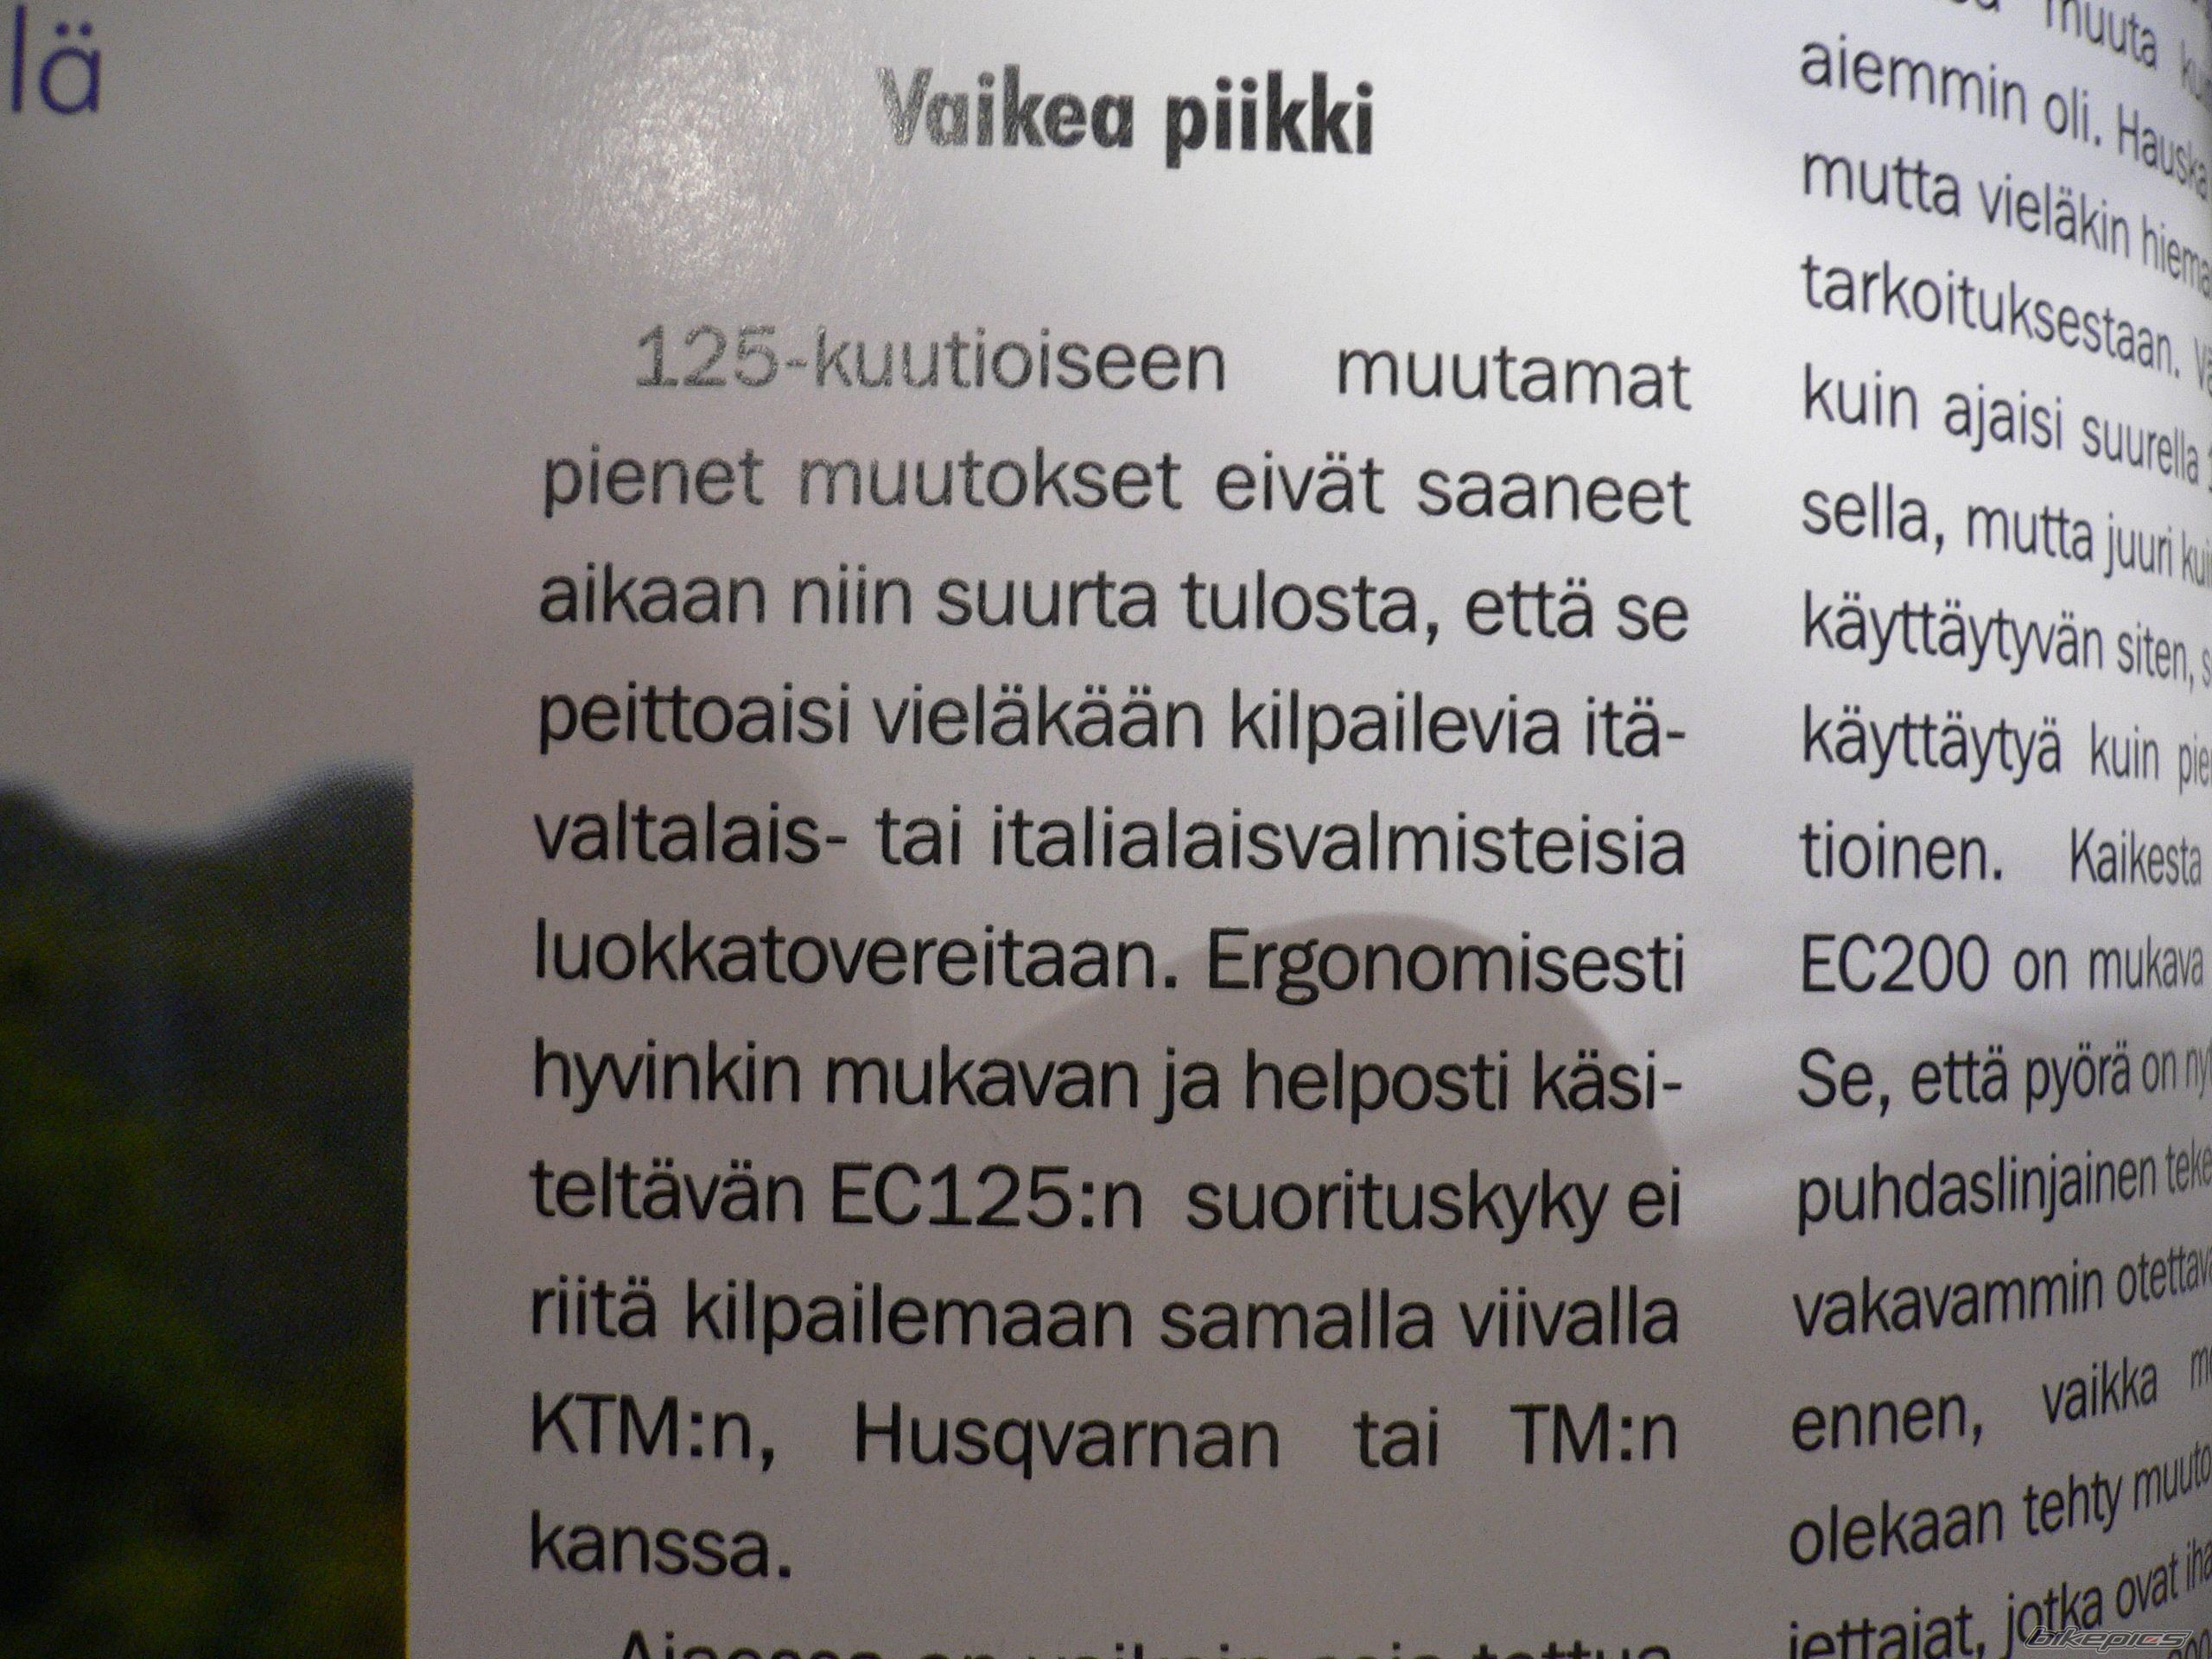 lä
Vaikea piikki
125-kuutioiseen muutamat
pienet muutokset eivät saaneet
aikaan niin suurta tulosta, että se
peittoaisi vieläkään kilpailevia itä-
valtalais- tai italialaisvalmisteisia
luokkatovereitaan. Ergonomisesti
hyvinkin mukavan ja helposti käsi-
teltävän EC125:n suorituskyky ei
riitä kilpailemaan samalla viivalla
KTM:n, Husqvarnan tai TM:n
kanssa.
muuta
aiemmin oli. Hauska
mutta vieläkin
tarkoituksestaan.
kuin ajaisi suurella
sella, mutta juuri
käyttäytyvän siten,
käyttäytyä kuin
tioinen. Kaikesta
EC200 on mukava
Se, että pyörä on
puhdaslinjainen
vakavammin
ennen, vaikka
olekaan tehty
jettajat, jotka ovat
bikepics